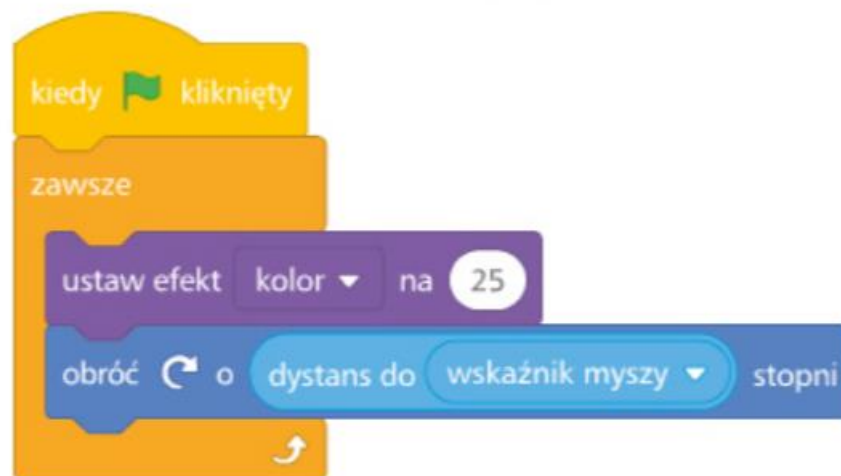 kiedy kliknięty
zawsze
ustaw efekt kolor na 25
obróć o dystans do wskaźnik myszy stopni